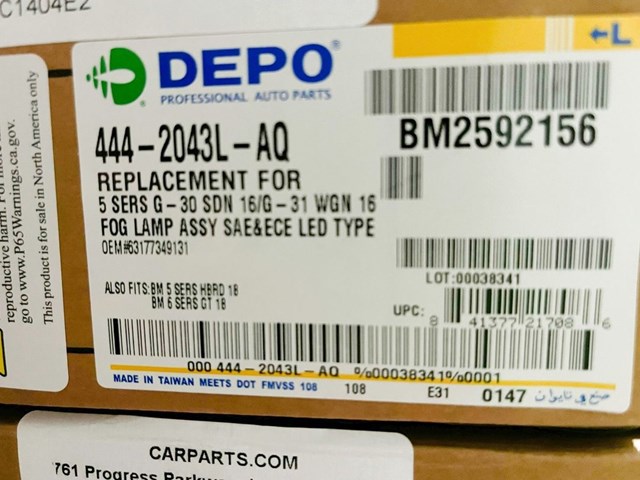 C1404E2
reproductive harm. For more
go to www.P65Warnings.ca.gov.
This product is for sale in North America only
DEPO®
PROFESSIONAL AUTO PARTS
←L
444-2043L-AQ
BM2592156
REPLACEMENT FOR
5 SERS G-30 SDN 16/G-31 WGN 16
FOG LAMP ASSY SAE&ECE LED TYPE
OEM#63177349131
LOT:00038341
ALSO FITS:BM 5 SERS HBRD 18
BM 6 SERS GT 18
UPC:
8 41377 21708 6
000 444-2043L-AQ %00038341%0001
MADE IN TAIWAN MEETS DOT FMVSS 108 108 E31 0147 صنع في تايوان
CARPARTS.COM
761 Progress